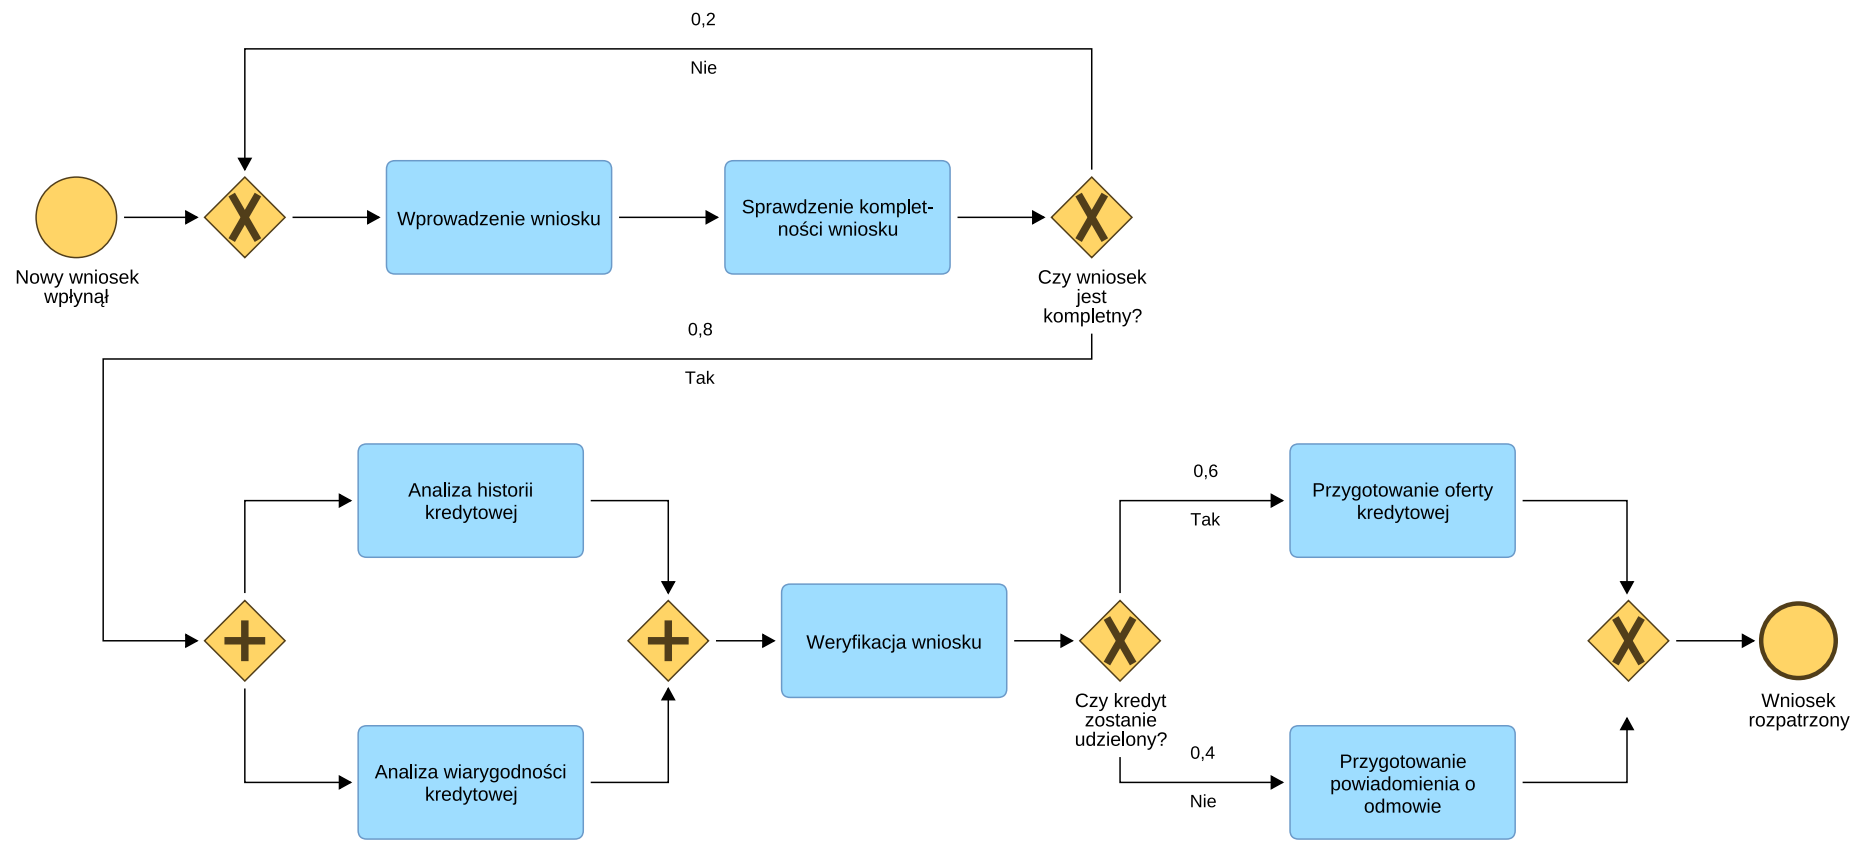 0,2
Nie
Nowy wniosek
wpłynął
Wprowadzenie wniosku
Sprawdzenie komplet-
ności wniosku
Czy wniosek
jest
kompletny?
0,8
Tak
Analiza historii
kredytowej
Analiza wiarygodności
kredytowej
Weryfikacja wniosku
Czy kredyt
zostanie
udzielony?
0,6
Tak
Przygotowanie oferty
kredytowej
0,4
Nie
Przygotowanie
powiadomienia o
odmowie
Wniosek
rozpatrzony